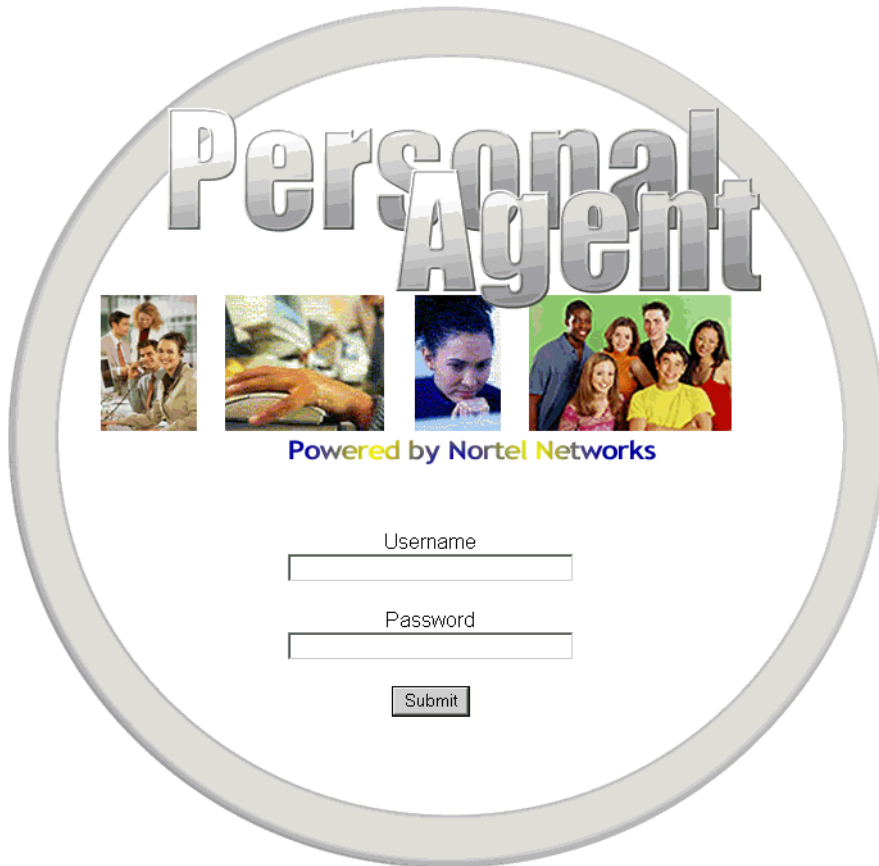 Personal
Agent
Powered by Nortel Networks
Username
Password
Submit